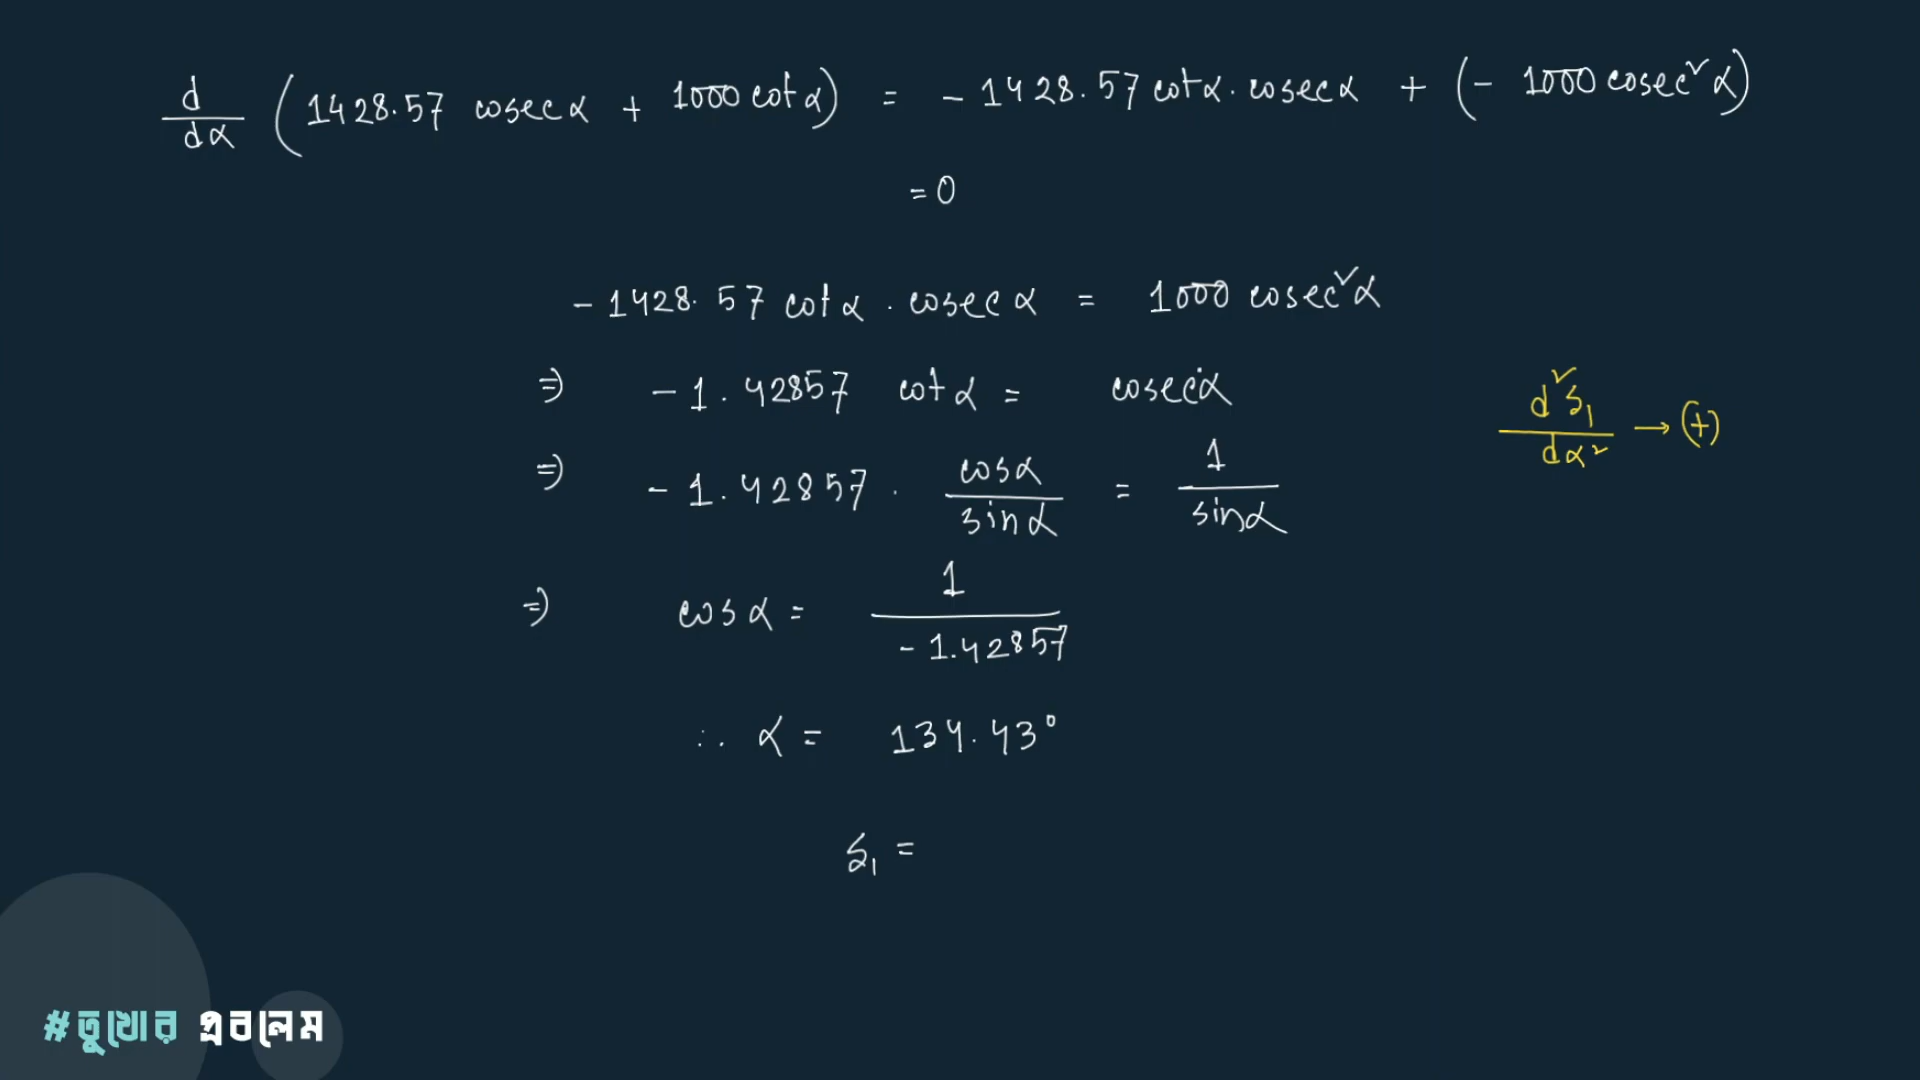 d/dα (1428.57 cosec α + 1000 cot α) = - 1428.57 cot α . cosec α + (- 1000 cosec² α)
= 0
- 1428.57 cot α . cosec α = 1000 cosec² α
⇒ - 1.42857 cot α = cosec α
d²S₁/dα² → (+)
⇒ - 1.42857 . cos α/sin α = 1/sin α
⇒ cos α = 1/- 1.42857
∴ α = 134.43°
S₁ =
#তুখোর প্রবলেম